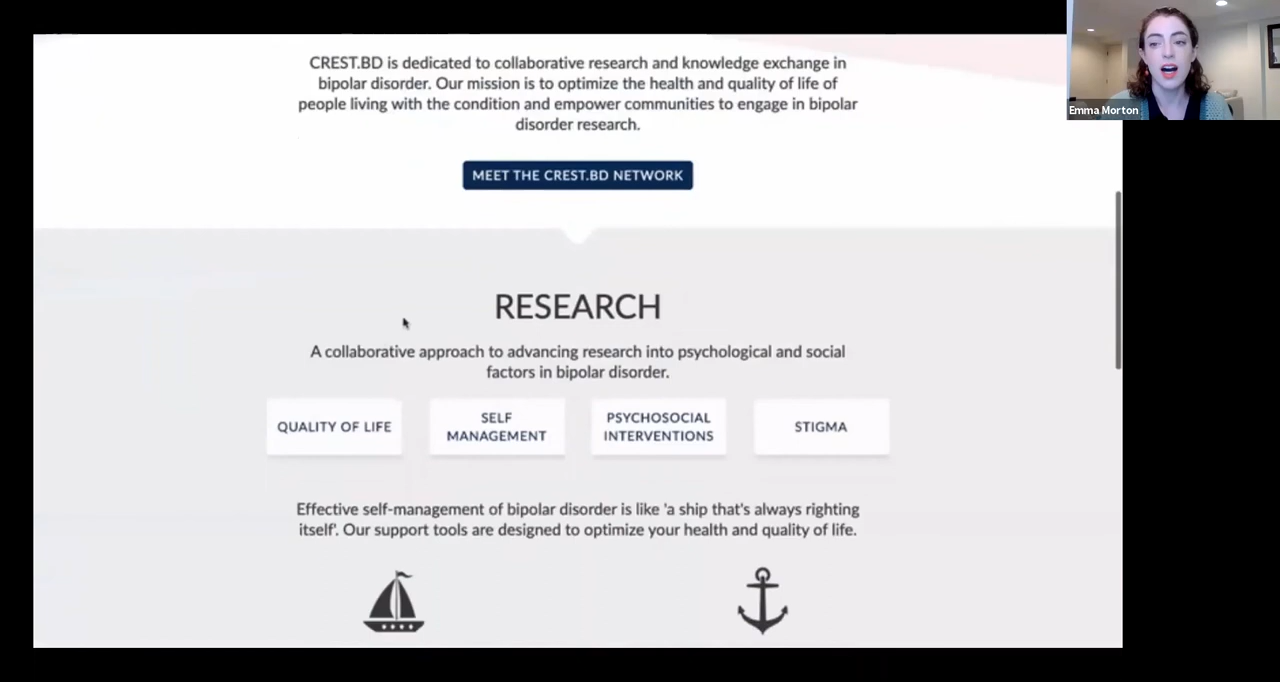 CREST.BD is dedicated to collaborative research and knowledge exchange in
bipolar disorder. Our mission is to optimize the health and quality of life of
people living with the condition and empower communities to engage in bipolar
disorder research.
Emma Morton
MEET THE CREST.BD NETWORK
RESEARCH
A collaborative approach to advancing research into psychological and social
factors in bipolar disorder.
QUALITY OF LIFE
SELF
MANAGEMENT
PSYCHOSOCIAL
INTERVENTIONS
STIGMA
Effective self-management of bipolar disorder is like 'a ship that's always righting
itself'. Our support tools are designed to optimize your health and quality of life.